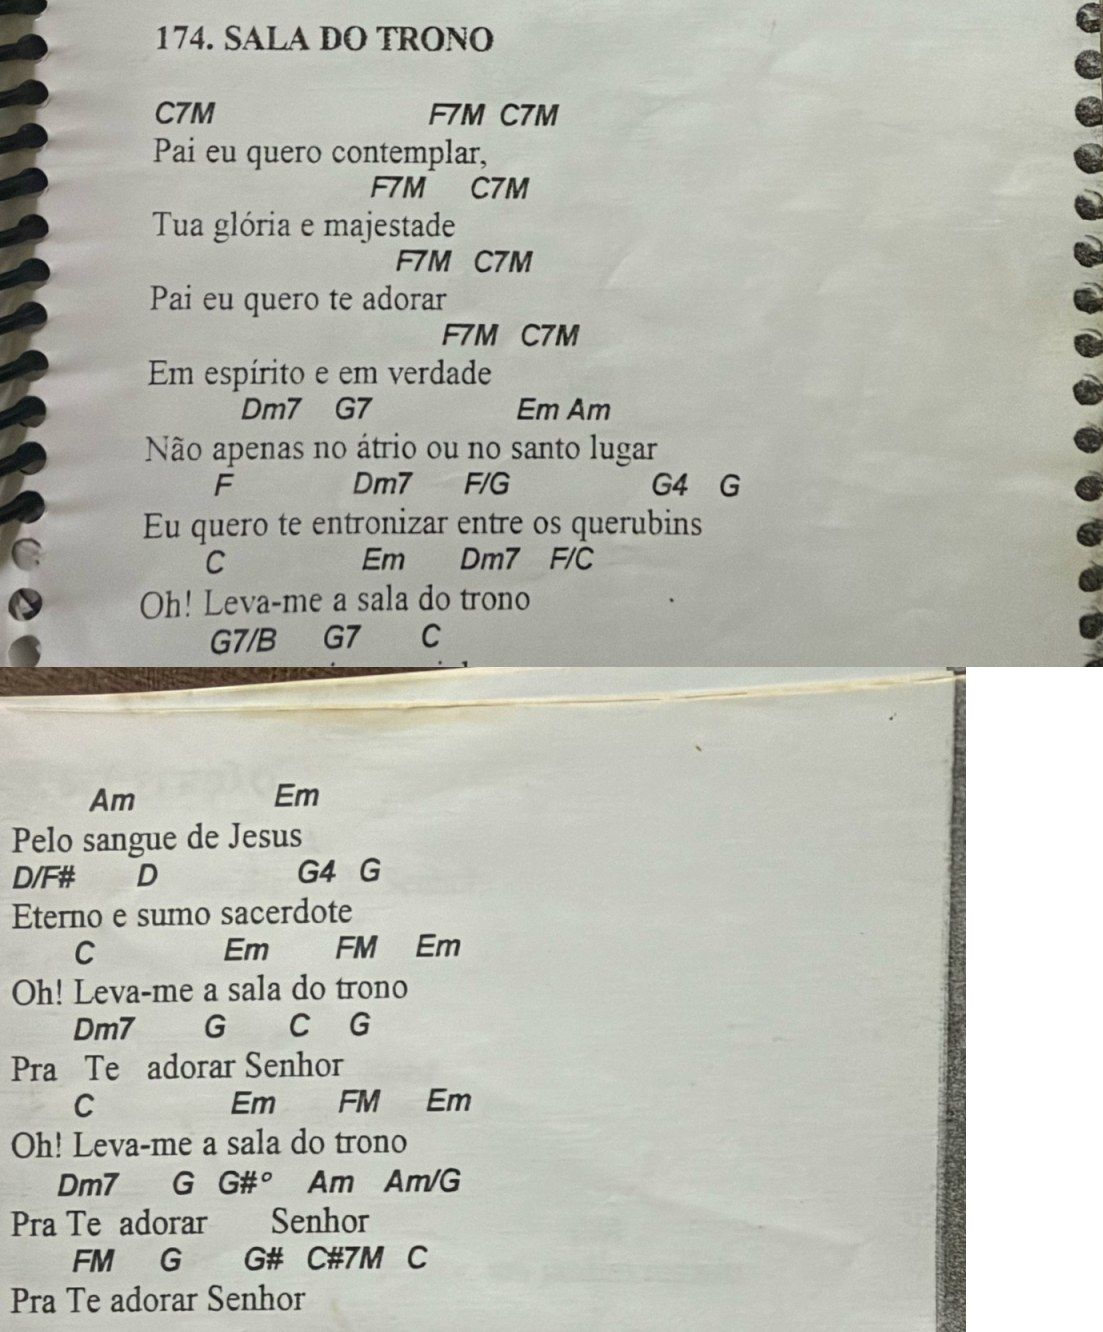 174. SALA DO TRONO
C7M F7M C7M
Pai eu quero contemplar,
F7M C7M
Tua glória e majestade
F7M C7M
Pai eu quero te adorar
F7M C7M
Em espírito e em verdade
Dm7 G7 Em Am
Não apenas no átrio ou no santo lugar
F Dm7 F/G G4 G
Eu quero te entronizar entre os querubins
C Em Dm7 F/C
Oh! Leva-me a sala do trono
G7/B G7 C
Am Em
Pelo sangue de Jesus
D/F# D G4 G
Eterno e sumo sacerdote
C Em FM Em
Oh! Leva-me a sala do trono
Dm7 G C G
Pra Te adorar Senhor
C Em FM Em
Oh! Leva-me a sala do trono
Dm7 G G#° Am Am/G
Pra Te adorar Senhor
FM G G# C#7M C
Pra Te adorar Senhor